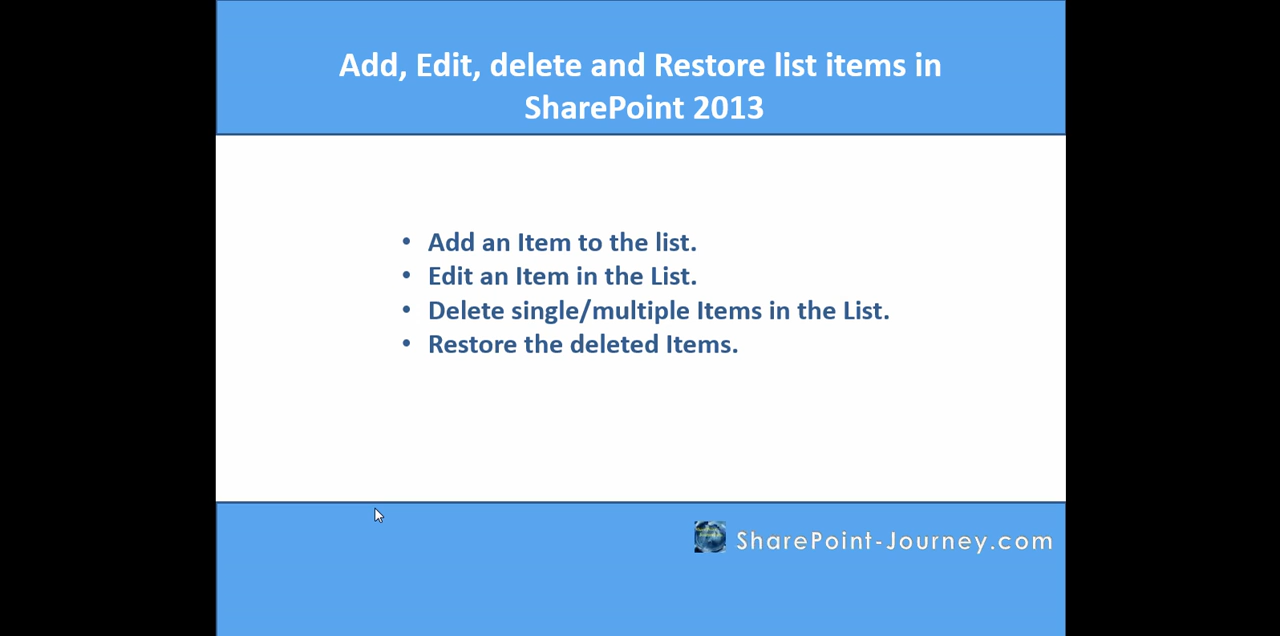 Add, Edit, delete and Restore list items in
SharePoint 2013
• Add an Item to the list.
• Edit an Item in the List.
• Delete single/multiple Items in the List.
• Restore the deleted Items.
SharePoint-Journey.com